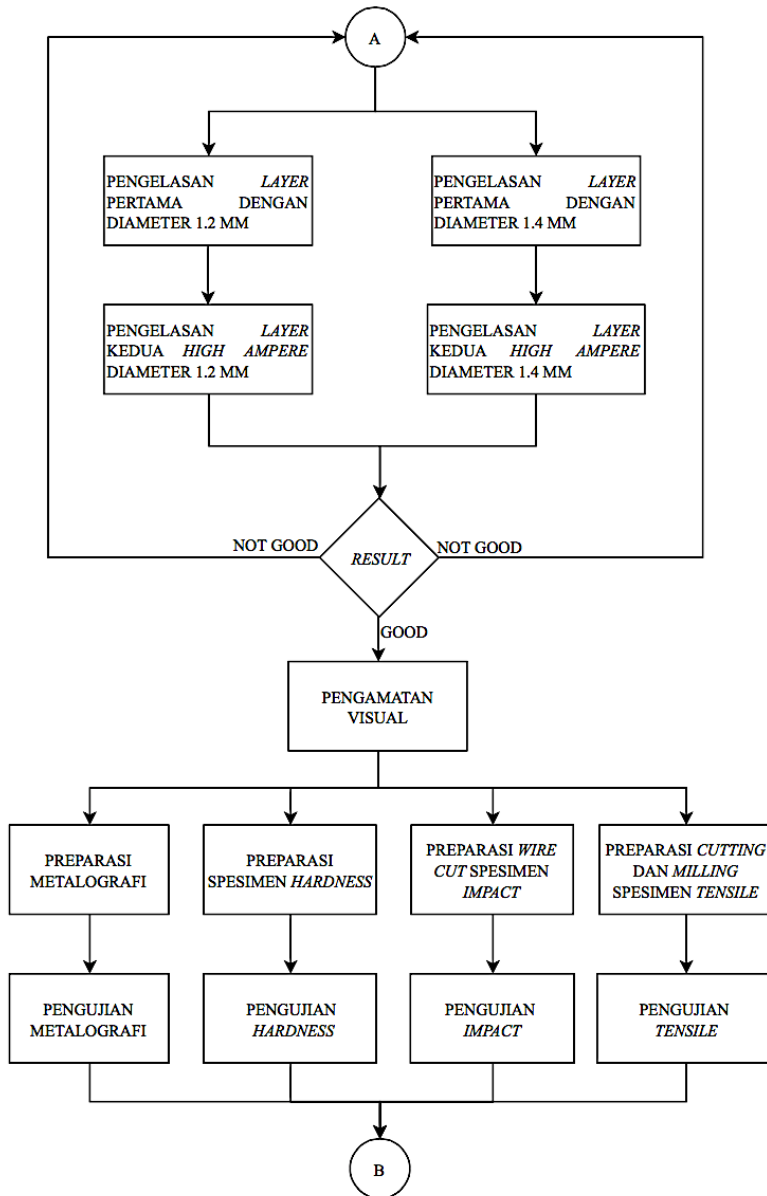 A
PENGELASAN LAYER
PERTAMA DENGAN
DIAMETER 1.2 MM
PENGELASAN LAYER
PERTAMA DENGAN
DIAMETER 1.4 MM
PENGELASAN LAYER
KEDUA HIGH AMPERE
DIAMETER 1.2 MM
PENGELASAN LAYER
KEDUA HIGH AMPERE
DIAMETER 1.4 MM
NOT GOOD
RESULT
NOT GOOD
GOOD
PENGAMATAN
VISUAL
PREPARASI
METALOGRAFI
PREPARASI
SPESIMEN HARDNESS
PREPARASI WIRE
CUT SPESIMEN
IMPACT
PREPARASI CUTTING
DAN MILLING
SPESIMEN TENSILE
PENGUJIAN
METALOGRAFI
PENGUJIAN
HARDNESS
PENGUJIAN
IMPACT
PENGUJIAN
TENSILE
B